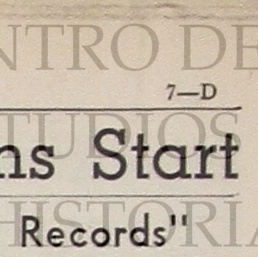 NTRO DE
7—D
TUDIOS
ns Start
HISTORIA
Records"